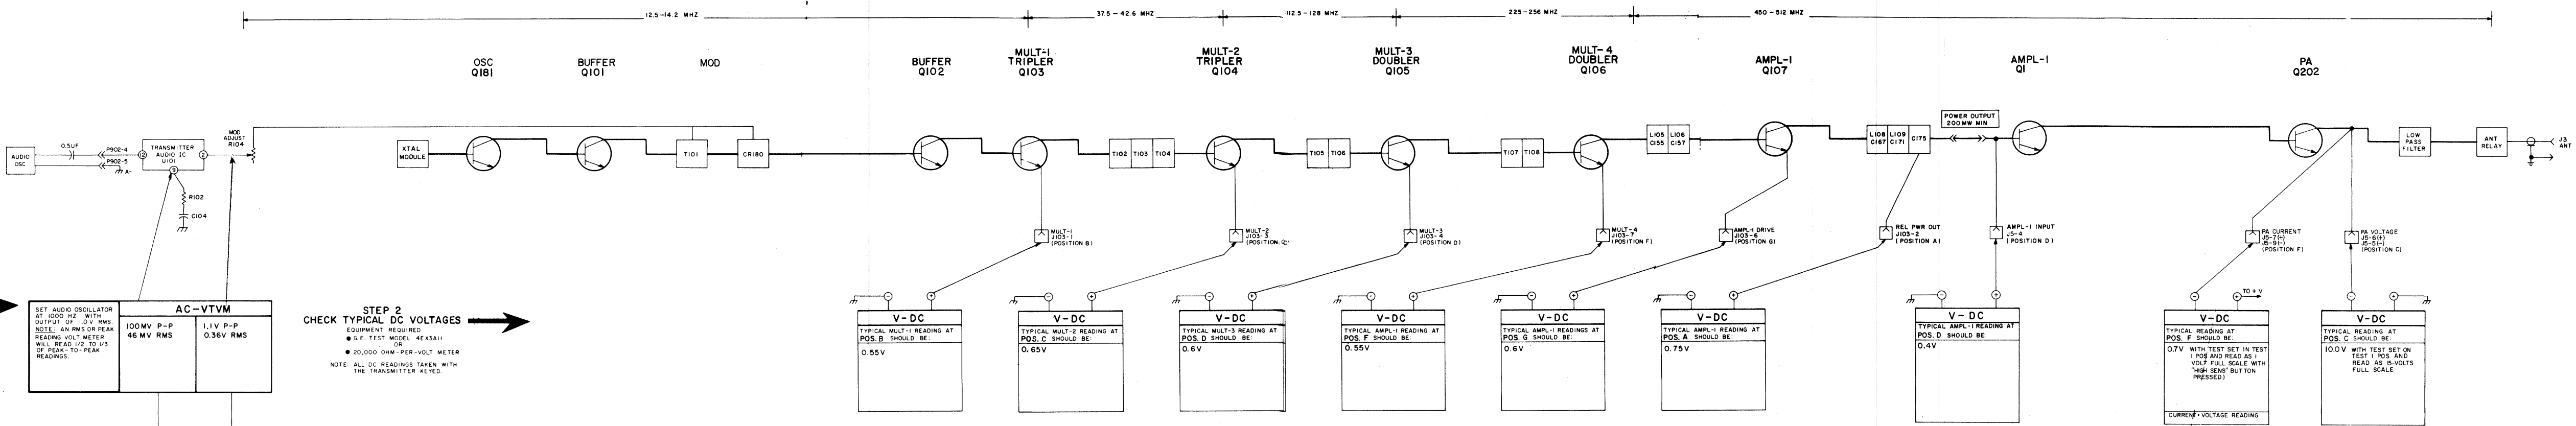 12.5-14.2 MHZ
37.5-42.6 MHZ
112.5-128 MHZ
225-256 MHZ
450-512 MHZ
OSC
Q181
BUFFER
Q101
MOD
BUFFER
Q102
MULT-1
TRIPLER
Q103
MULT-2
TRIPLER
Q104
MULT-3
DOUBLER
Q105
MULT-4
DOUBLER
Q106
AMPL-1
Q107
AMPL-1
Q1
PA
Q202
AUDIO
OSC
0.5UF
P902-4
P902-5
A-
12
TRANSMITTER
AUDIO IC
U101
2
9
R102
C104
MOD
ADJUST
R104
XTAL
MODULE
T101
CR180
T102 T103 T104
T105 T106
T107 T108
L105 L106
C155 C157
L108 L109 C175
C167 C171
POWER OUTPUT
200 MW MIN
LOW
PASS
FILTER
ANT
RELAY
J3
ANT
MULT-1
J103-1
(POSITION B)
MULT-2
J103-3
(POSITION C)
MULT-3
J103-4
(POSITION D)
MULT-4
J103-7
(POSITION F)
AMPL-1 DRIVE
J103-6
(POSITION G)
REL PWR OUT
J103-2
(POSITION A)
AMPL-1 INPUT
J5-4
(POSITION D)
PA CURRENT
J5-7(+)
J5-9(-)
(POSITION F)
PA VOLTAGE
J5-6(+)
J5-5(-)
(POSITION C)
SET AUDIO OSCILLATOR
AT 1000 HZ WITH
OUTPUT OF 1.0 V RMS
NOTE: AN RMS OR PEAK
READING VOLT METER
WILL READ 1/2 TO 1/3
OF PEAK-TO-PEAK
READINGS.
AC-VTVM
100MV P-P
46 MV RMS
1.1V P-P
0.36V RMS
STEP 2
CHECK TYPICAL DC VOLTAGES
EQUIPMENT REQUIRED
● G.E. TEST MODEL 4EX3A11
OR
● 20,000 OHM-PER-VOLT METER
NOTE: ALL DC READINGS TAKEN WITH
THE TRANSMITTER KEYED.
- +
V-DC
TYPICAL MULT-1 READING AT
POS. B SHOULD BE:
0.55V
- +
V-DC
TYPICAL MULT-2 READING AT
POS. C SHOULD BE:
0.65V
- +
V-DC
TYPICAL MULT-3 READING AT
POS. D SHOULD BE:
0.6V
- +
V-DC
TYPICAL AMPL-1 READING AT
POS. F SHOULD BE:
0.55V
- +
V-DC
TYPICAL AMPL-1 READINGS AT
POS. G SHOULD BE:
0.6V
- +
V-DC
TYPICAL AMPL-1 READING AT
POS. A SHOULD BE:
0.75V
- +
V-DC
TYPICAL AMPL-1 READING AT
POS. D SHOULD BE:
0.4V
- + TO + V
V-DC
TYPICAL READING AT
POS. F SHOULD BE:
0.7V WITH TEST SET IN TEST
1 POS AND READ AS 1
VOLT FULL SCALE WITH
"HIGH SENS" BUTTON
PRESSED)
CURRENT=VOLTAGE READING
+ -
V-DC
TYPICAL READING AT
POS. C SHOULD BE:
10.0V WITH TEST SET ON
TEST 1 POS AND
READ AS 15-VOLTS
FULL SCALE